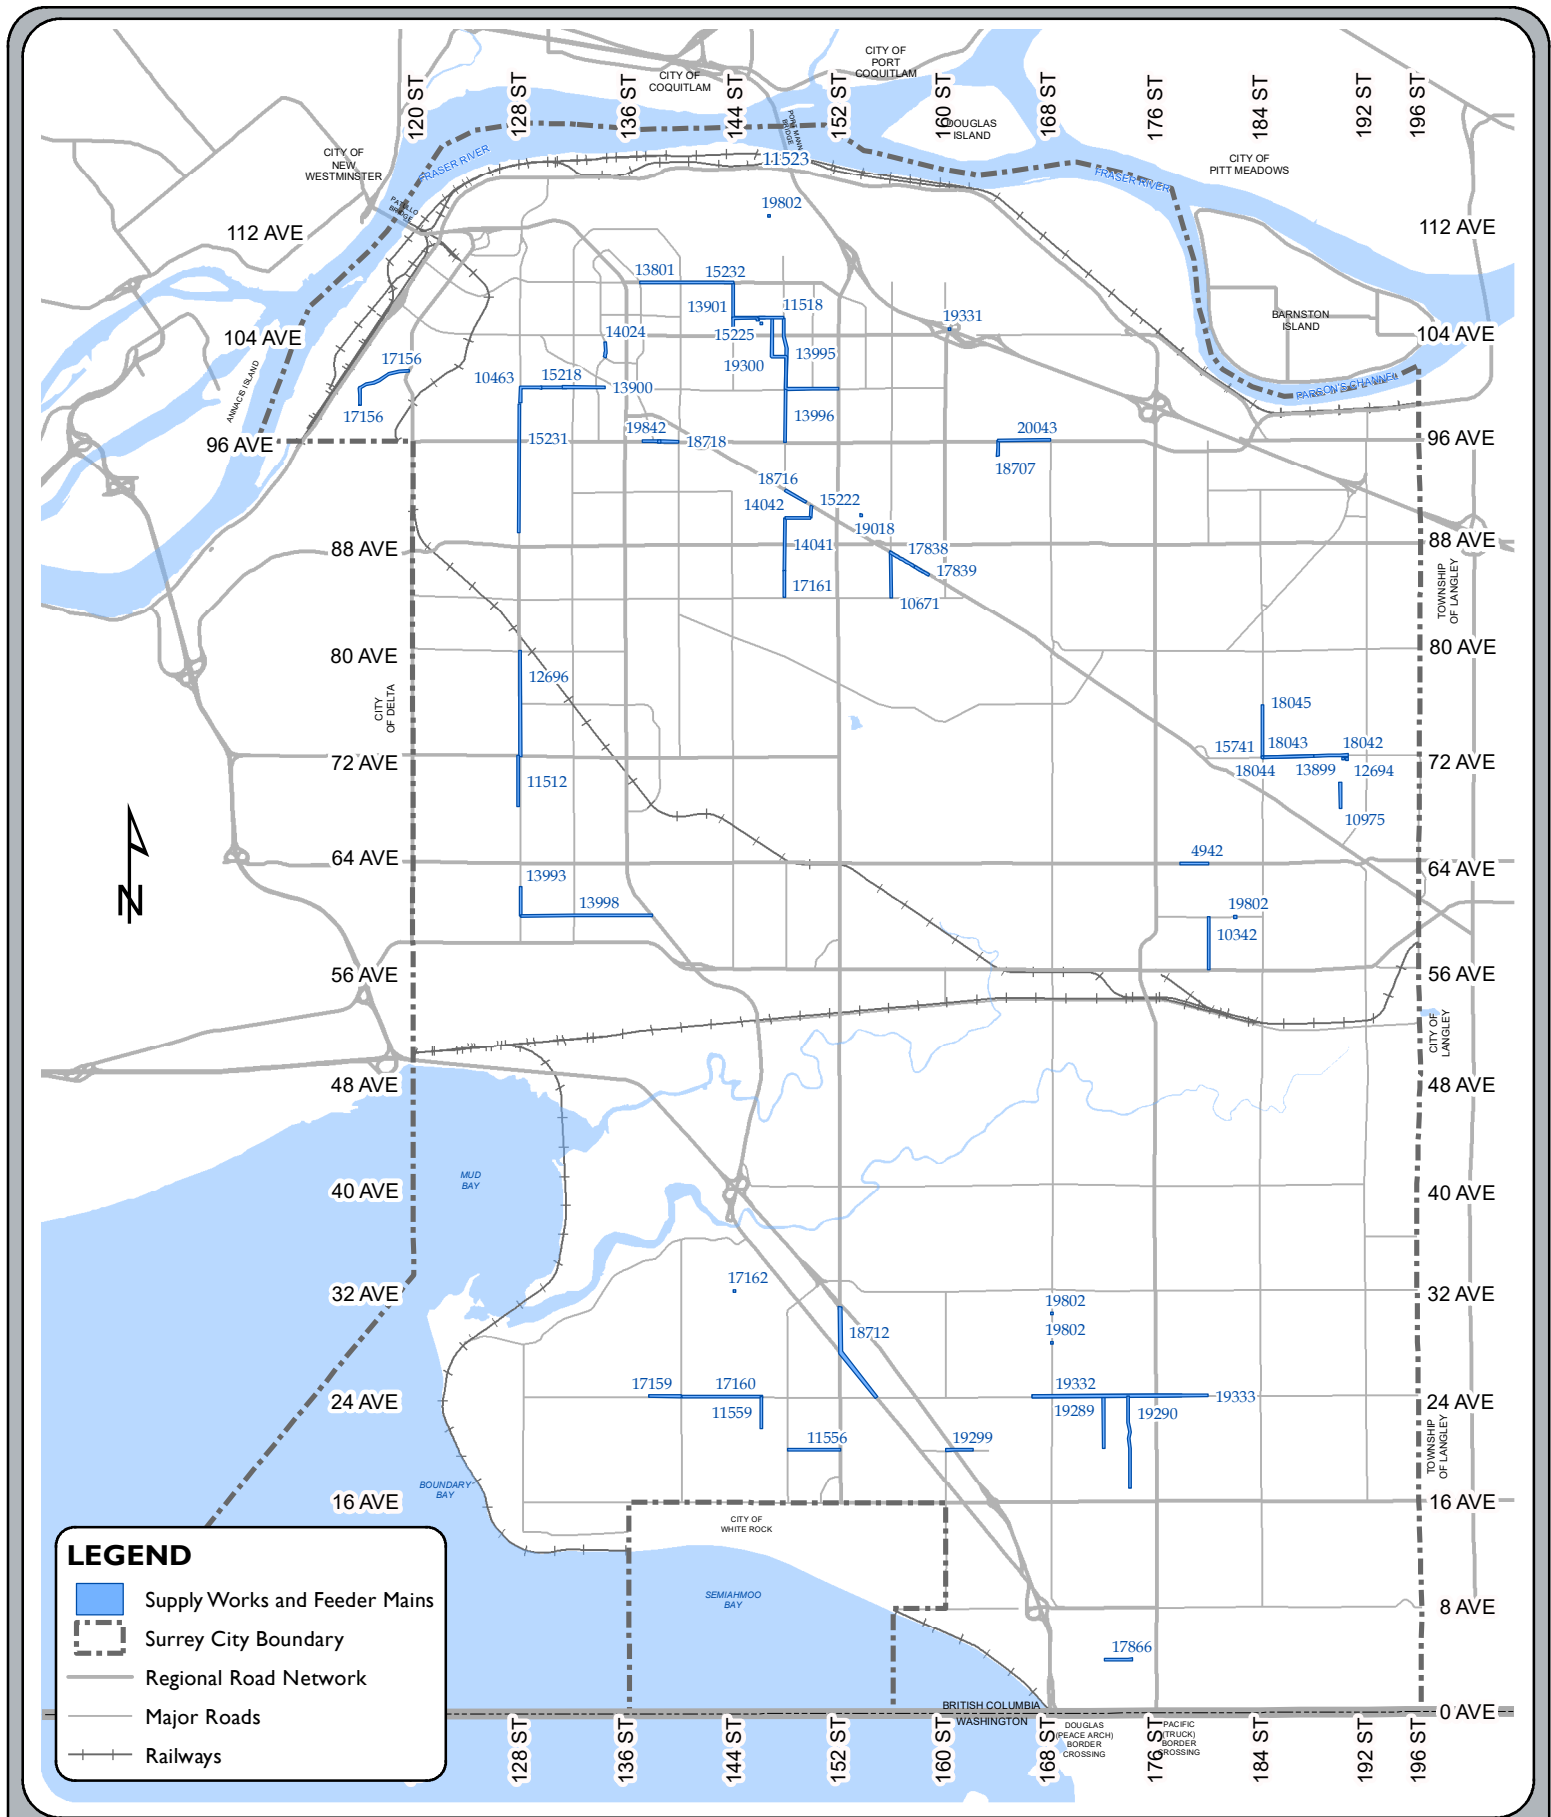 120 ST
128 ST
136 ST
144 ST
152 ST
160 ST
168 ST
176 ST
184 ST
192 ST
196 ST
CITY OF
COQUITLAM
CITY OF
PORT
COQUITLAM
DOUGLAS
ISLAND
CITY OF
NEW
WESTMINSTER
FRASER RIVER
PORT MANN
BRIDGE
11523
CITY OF
PITT MEADOWS
FRASER RIVER
PATULLO
BRIDGE
19802
112 AVE
112 AVE
13801
15232
13901
11518
15225
19331
BARNSTON
ISLAND
104 AVE
104 AVE
14024
19300
13995
17156
10463
15218
13900
PARSON'S CHANNEL
ANNACIS ISLAND
17156
13996
96 AVE
15231
19842
18718
20043
96 AVE
18707
18716
14042
15222
19018
88 AVE
14041
17838
88 AVE
17839
17161
10671
TOWNSHIP
OF LANGLEY
80 AVE
80 AVE
12696
CITY
OF DELTA
18045
15741
18043
18042
72 AVE
72 AVE
18044
13899
12694
11512
10975
64 AVE
4942
64 AVE
13993
13998
19802
10342
N
56 AVE
56 AVE
CITY OF
LANGLEY
48 AVE
48 AVE
MUD
BAY
40 AVE
40 AVE
17162
32 AVE
19802
32 AVE
18712
19802
17159
17160
19332
19333
24 AVE
24 AVE
11559
19289
19290
11556
19299
TOWNSHIP
OF LANGLEY
BOUNDARY
BAY
16 AVE
16 AVE
CITY OF
WHITE ROCK
SEMIAHMOO
BAY
8 AVE
17866
BRITISH COLUMBIA
WASHINGTON
0 AVE
DOUGLAS
(PEACE ARCH)
BORDER
CROSSING
PACIFIC
(TRUCK)
BORDER
CROSSING
128 ST
136 ST
144 ST
152 ST
160 ST
168 ST
176 ST
184 ST
192 ST
196 ST
LEGEND
Supply Works and Feeder Mains
Surrey City Boundary
Regional Road Network
Major Roads
Railways